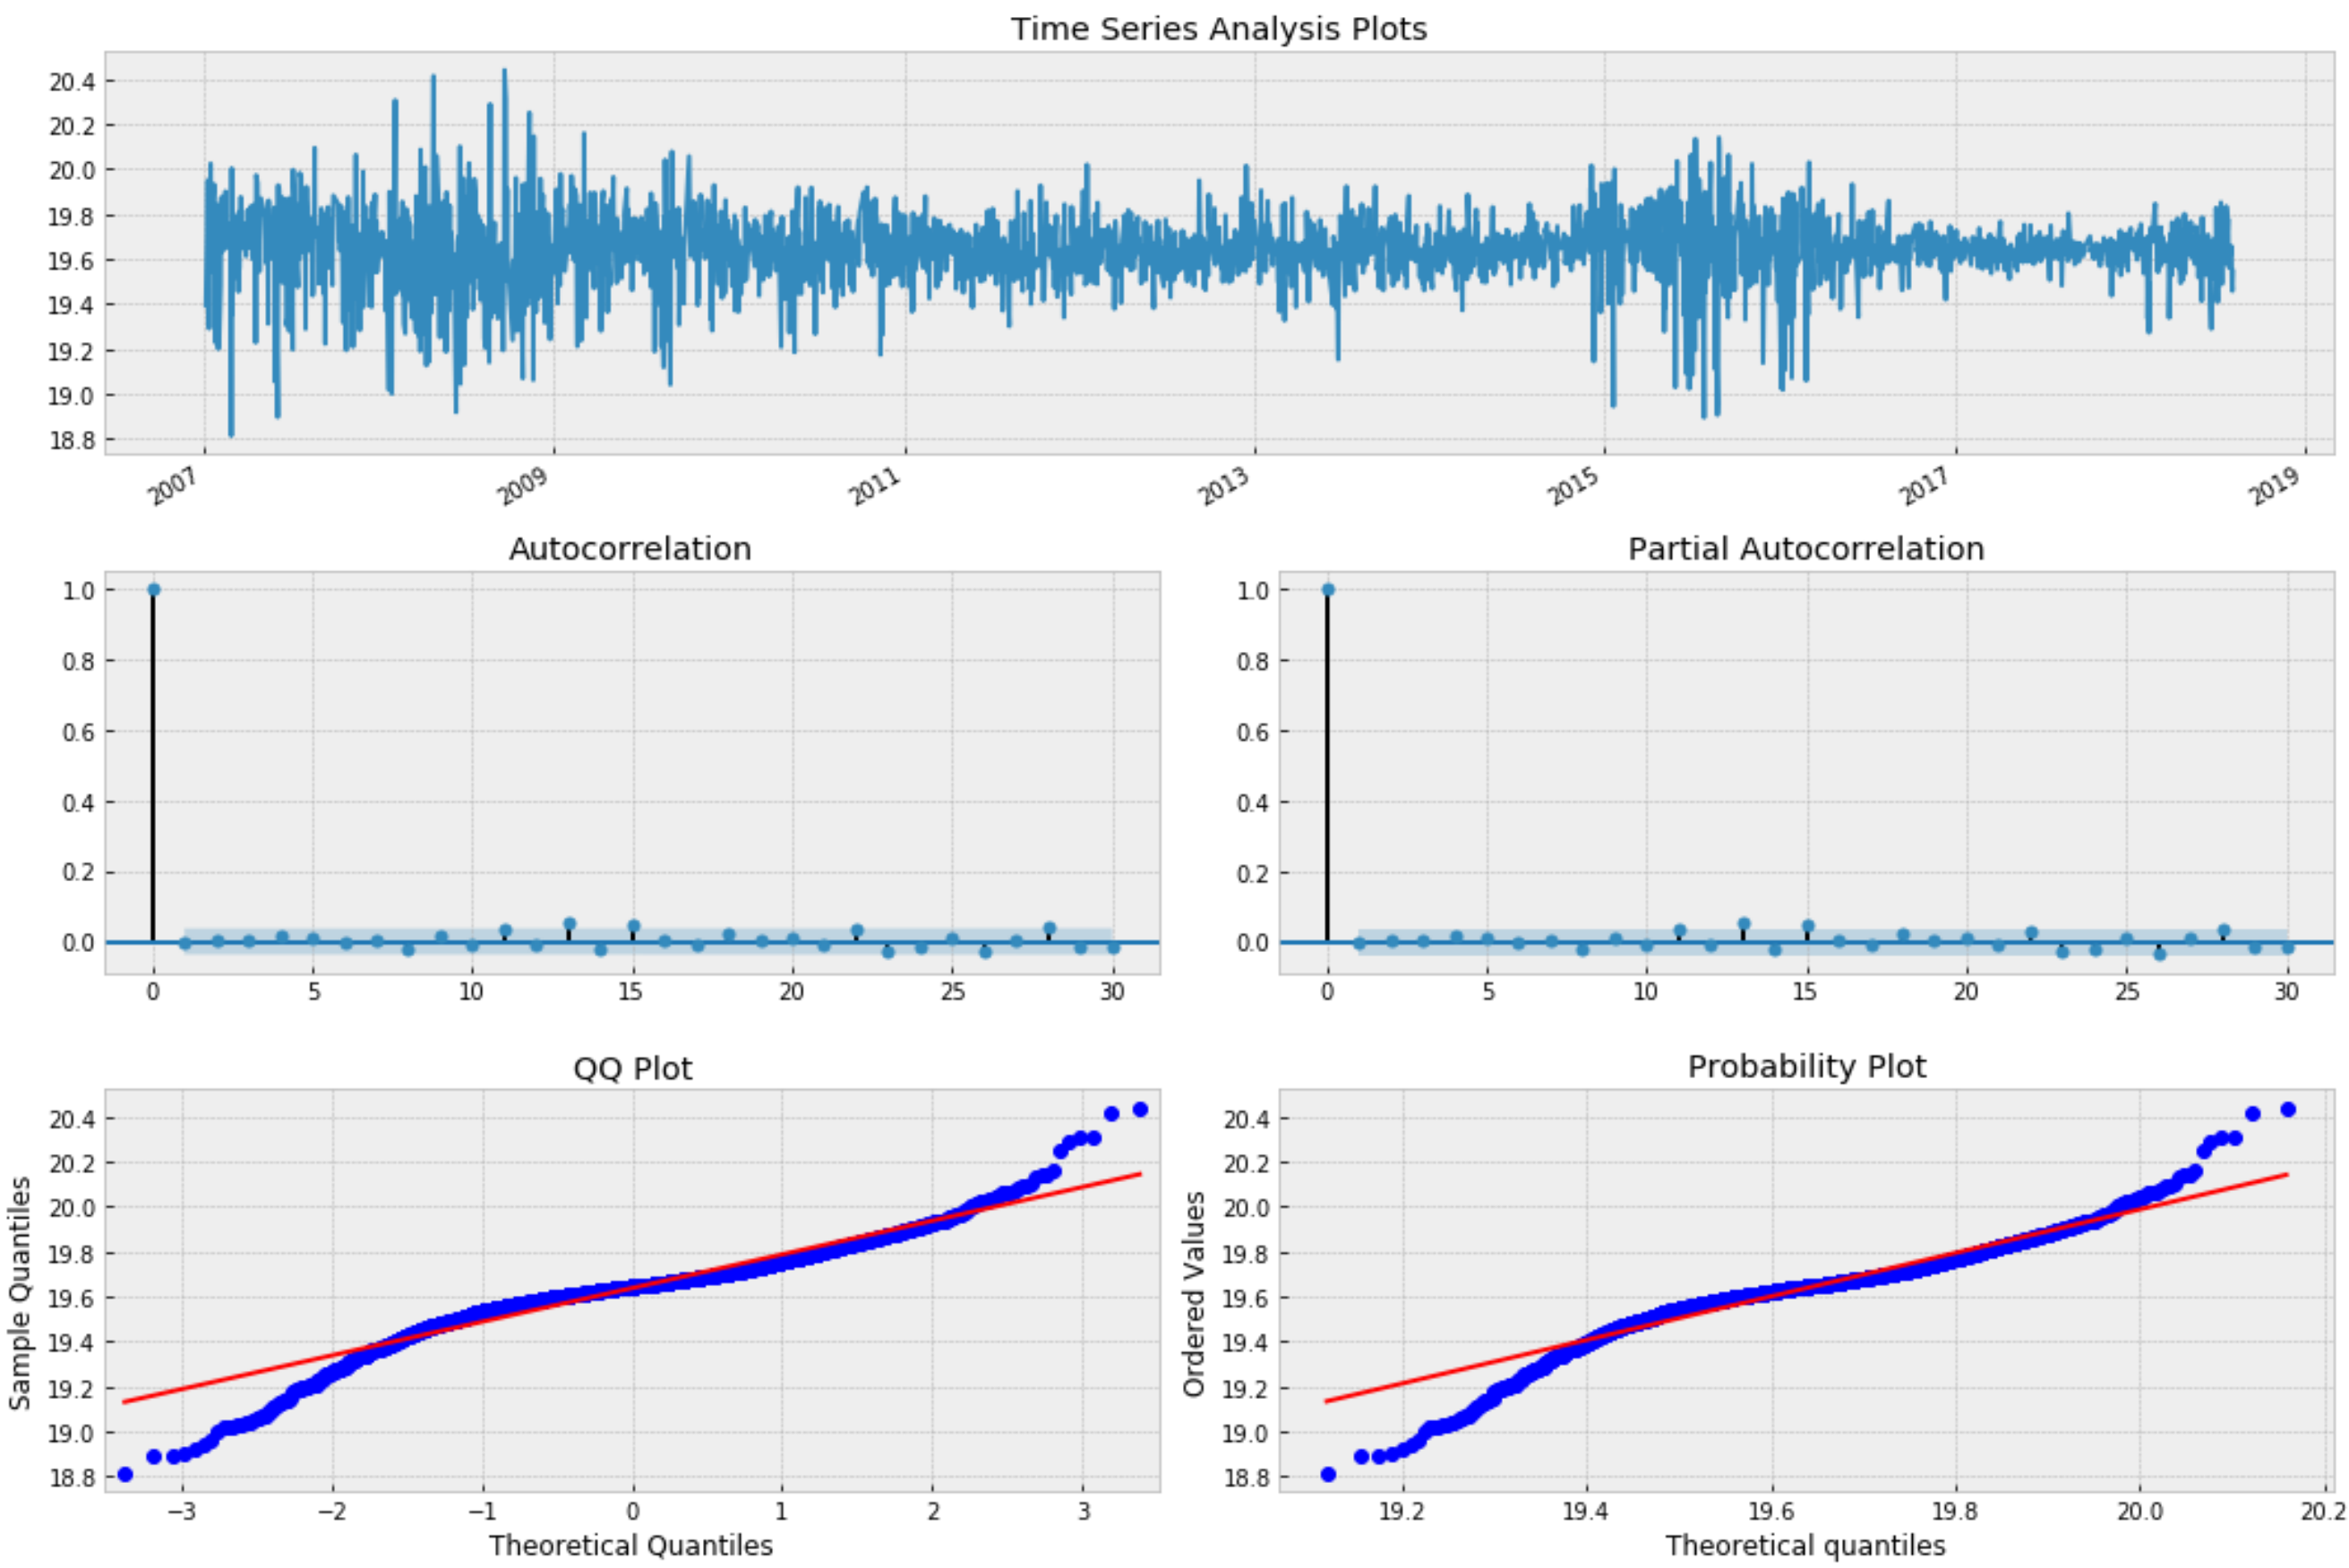 Time Series Analysis Plots
20.4
20.2
20.0
19.8
19.6
19.4
19.2
19.0
18.8
2007 2009 2011 2013 2015 2017 2019
Autocorrelation
1.0
0.8
0.6
0.4
0.2
0.0
0 5 10 15 20 25 30
Partial Autocorrelation
1.0
0.8
0.6
0.4
0.2
0.0
0 5 10 15 20 25 30
QQ Plot
Sample Quantiles
20.4
20.2
20.0
19.8
19.6
19.4
19.2
19.0
18.8
−3 −2 −1 0 1 2 3
Theoretical Quantiles
Probability Plot
Ordered Values
20.4
20.2
20.0
19.8
19.6
19.4
19.2
19.0
18.8
19.2 19.4 19.6 19.8 20.0 20.2
Theoretical quantiles